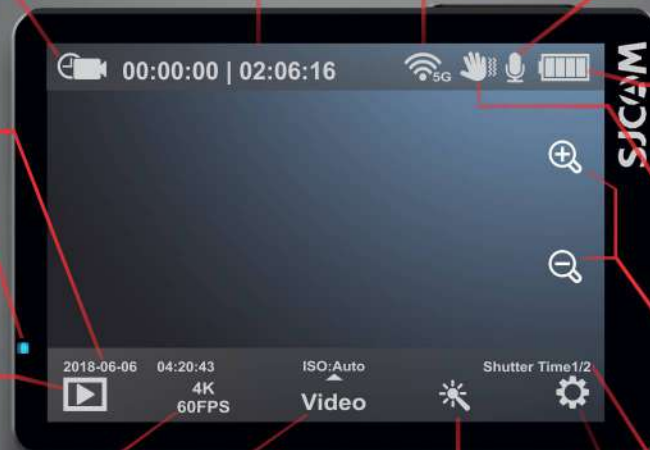 00:00:00 | 02:06:16
5G
SJCAM
2018-06-06 04:20:43 ISO:Auto Shutter Time1/2
4K
60FPS
Video